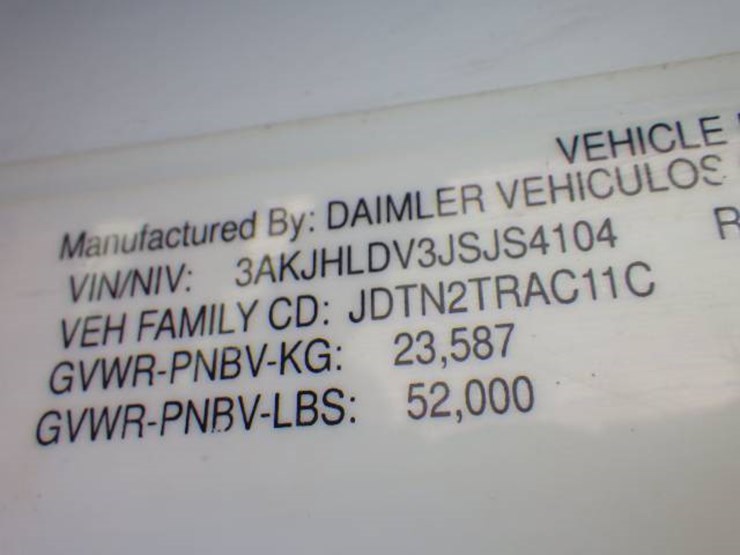 VEHICLE
Manufactured By: DAIMLER VEHICULOS
VIN/NIV: 3AKJHLDV3JSJS4104 R
VEH FAMILY CD: JDTN2TRAC11C
GVWR-PNBV-KG: 23,587
GVWR-PNBV-LBS: 52,000